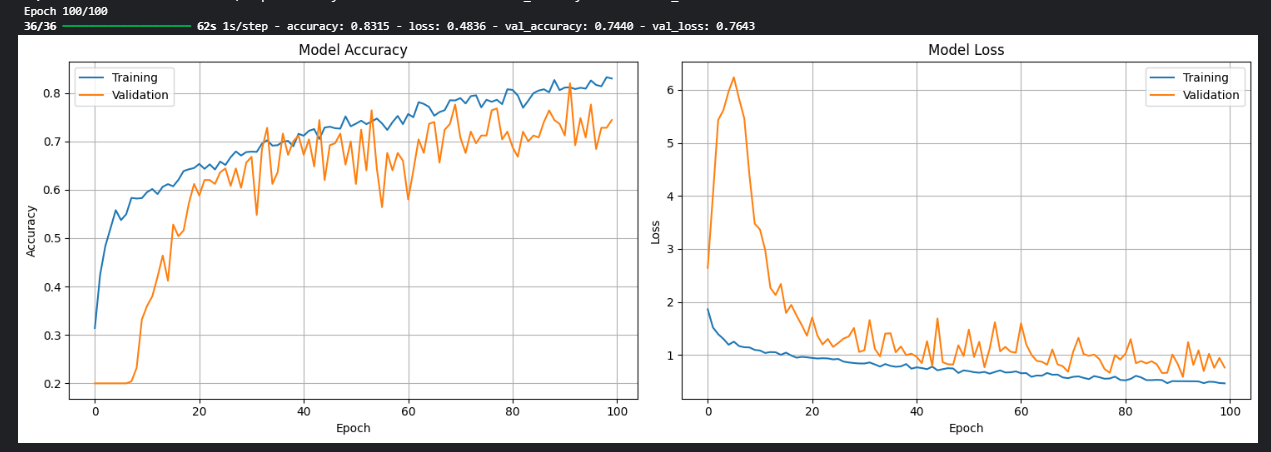 Epoch 100/100
36/36 ━━━━━━━━━━━━━━━━━━━━ 62s 1s/step - accuracy: 0.8315 - loss: 0.4836 - val_accuracy: 0.7440 - val_loss: 0.7643
Model Accuracy
Training
Validation
0.8
0.7
0.6
0.5
0.4
0.3
0.2
Accuracy
0 20 40 60 80 100
Epoch
Model Loss
Training
Validation
6
5
4
3
2
1
Loss
0 20 40 60 80 100
Epoch